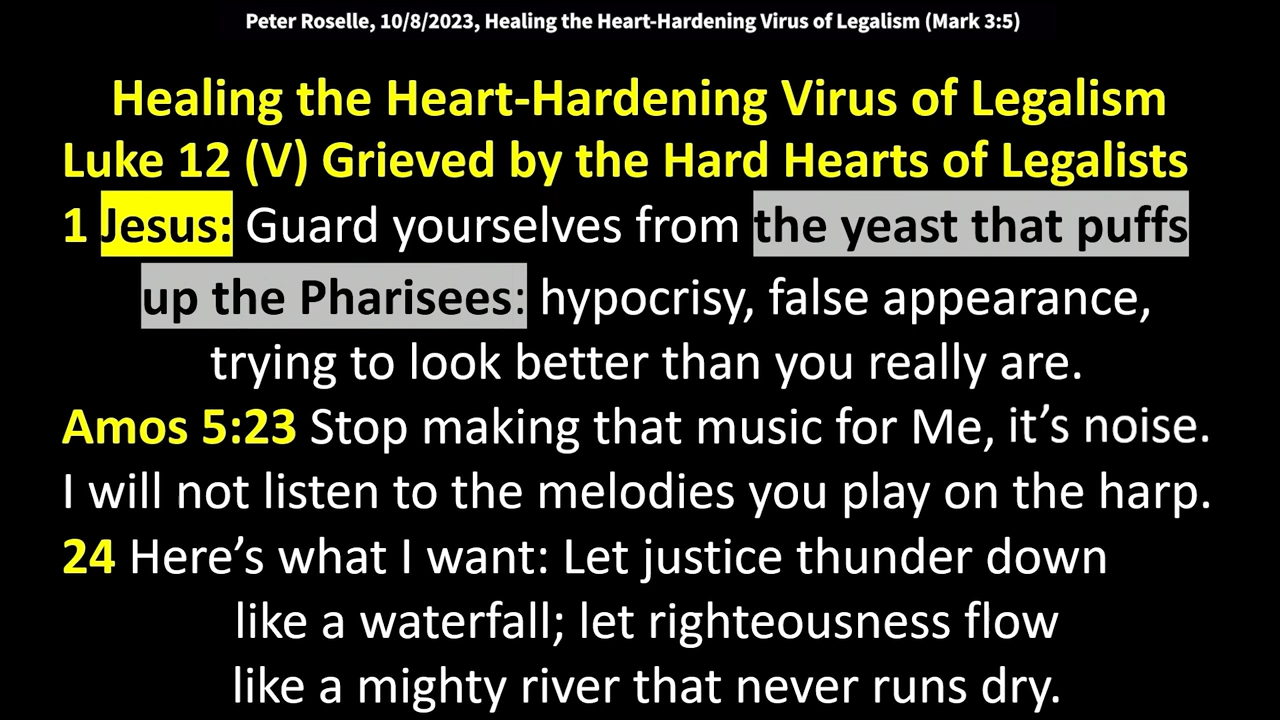 Peter Roselle, 10/8/2023, Healing the Heart-Hardening Virus of Legalism (Mark 3:5)
Healing the Heart-Hardening Virus of Legalism
Luke 12 (V) Grieved by the Hard Hearts of Legalists
1 Jesus: Guard yourselves from the yeast that puffs
up the Pharisees: hypocrisy, false appearance,
trying to look better than you really are.
Amos 5:23 Stop making that music for Me, it’s noise.
I will not listen to the melodies you play on the harp.
24 Here’s what I want: Let justice thunder down
like a waterfall; let righteousness flow
like a mighty river that never runs dry.